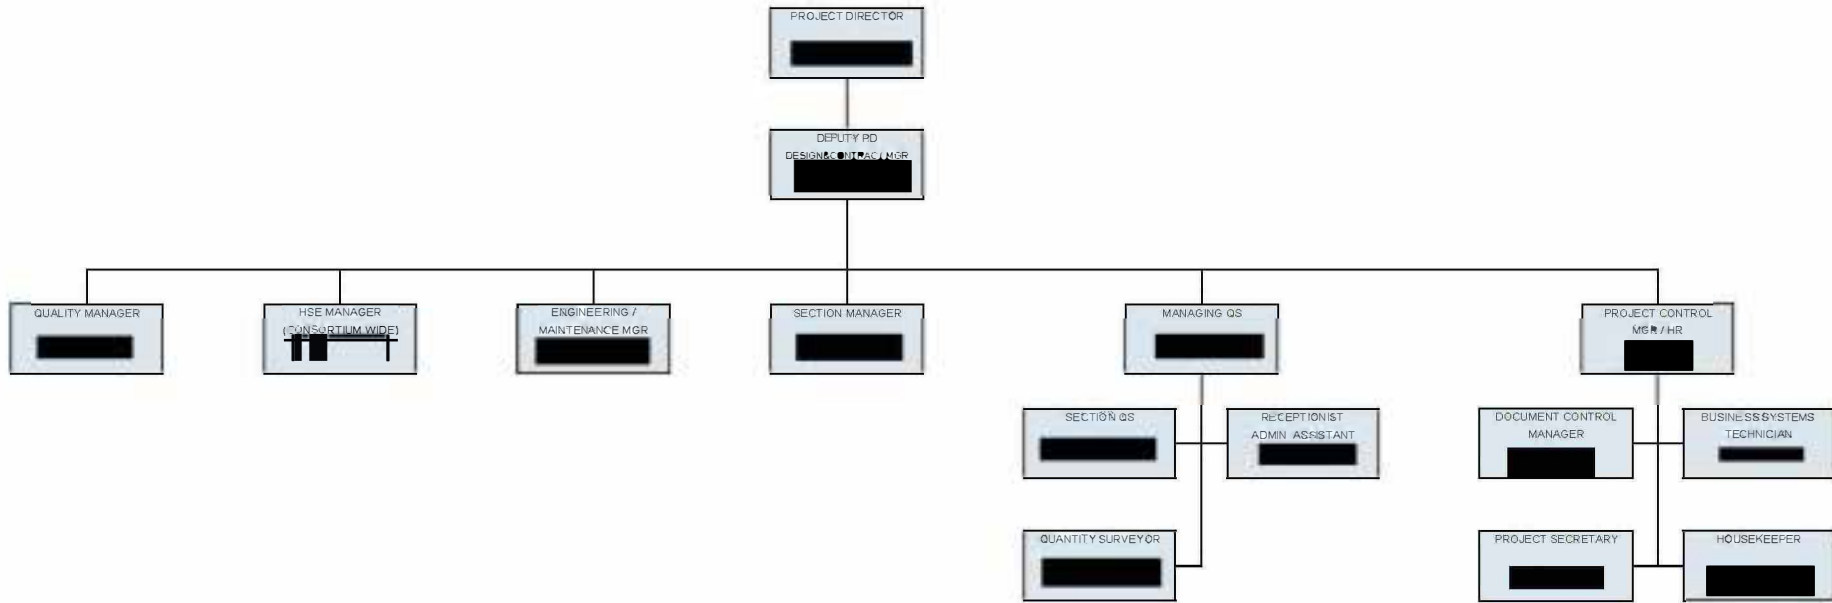 PROJECT DIRECTOR
DEPUTY PD
DESIGN&CONTRACT MGR
QUALITY MANAGER
HSE MANAGER
(CONSORTIUM WIDE)
ENGINEERING /
MAINTENANCE MGR
SECTION MANAGER
MANAGING QS
PROJECT CONTROL
MGR / HR
SECTION QS
RECEPTIONIST
ADMIN ASSISTANT
DOCUMENT CONTROL
MANAGER
BUSINESS SYSTEMS
TECHNICIAN
QUANTITY SURVEYOR
PROJECT SECRETARY
HOUSEKEEPER